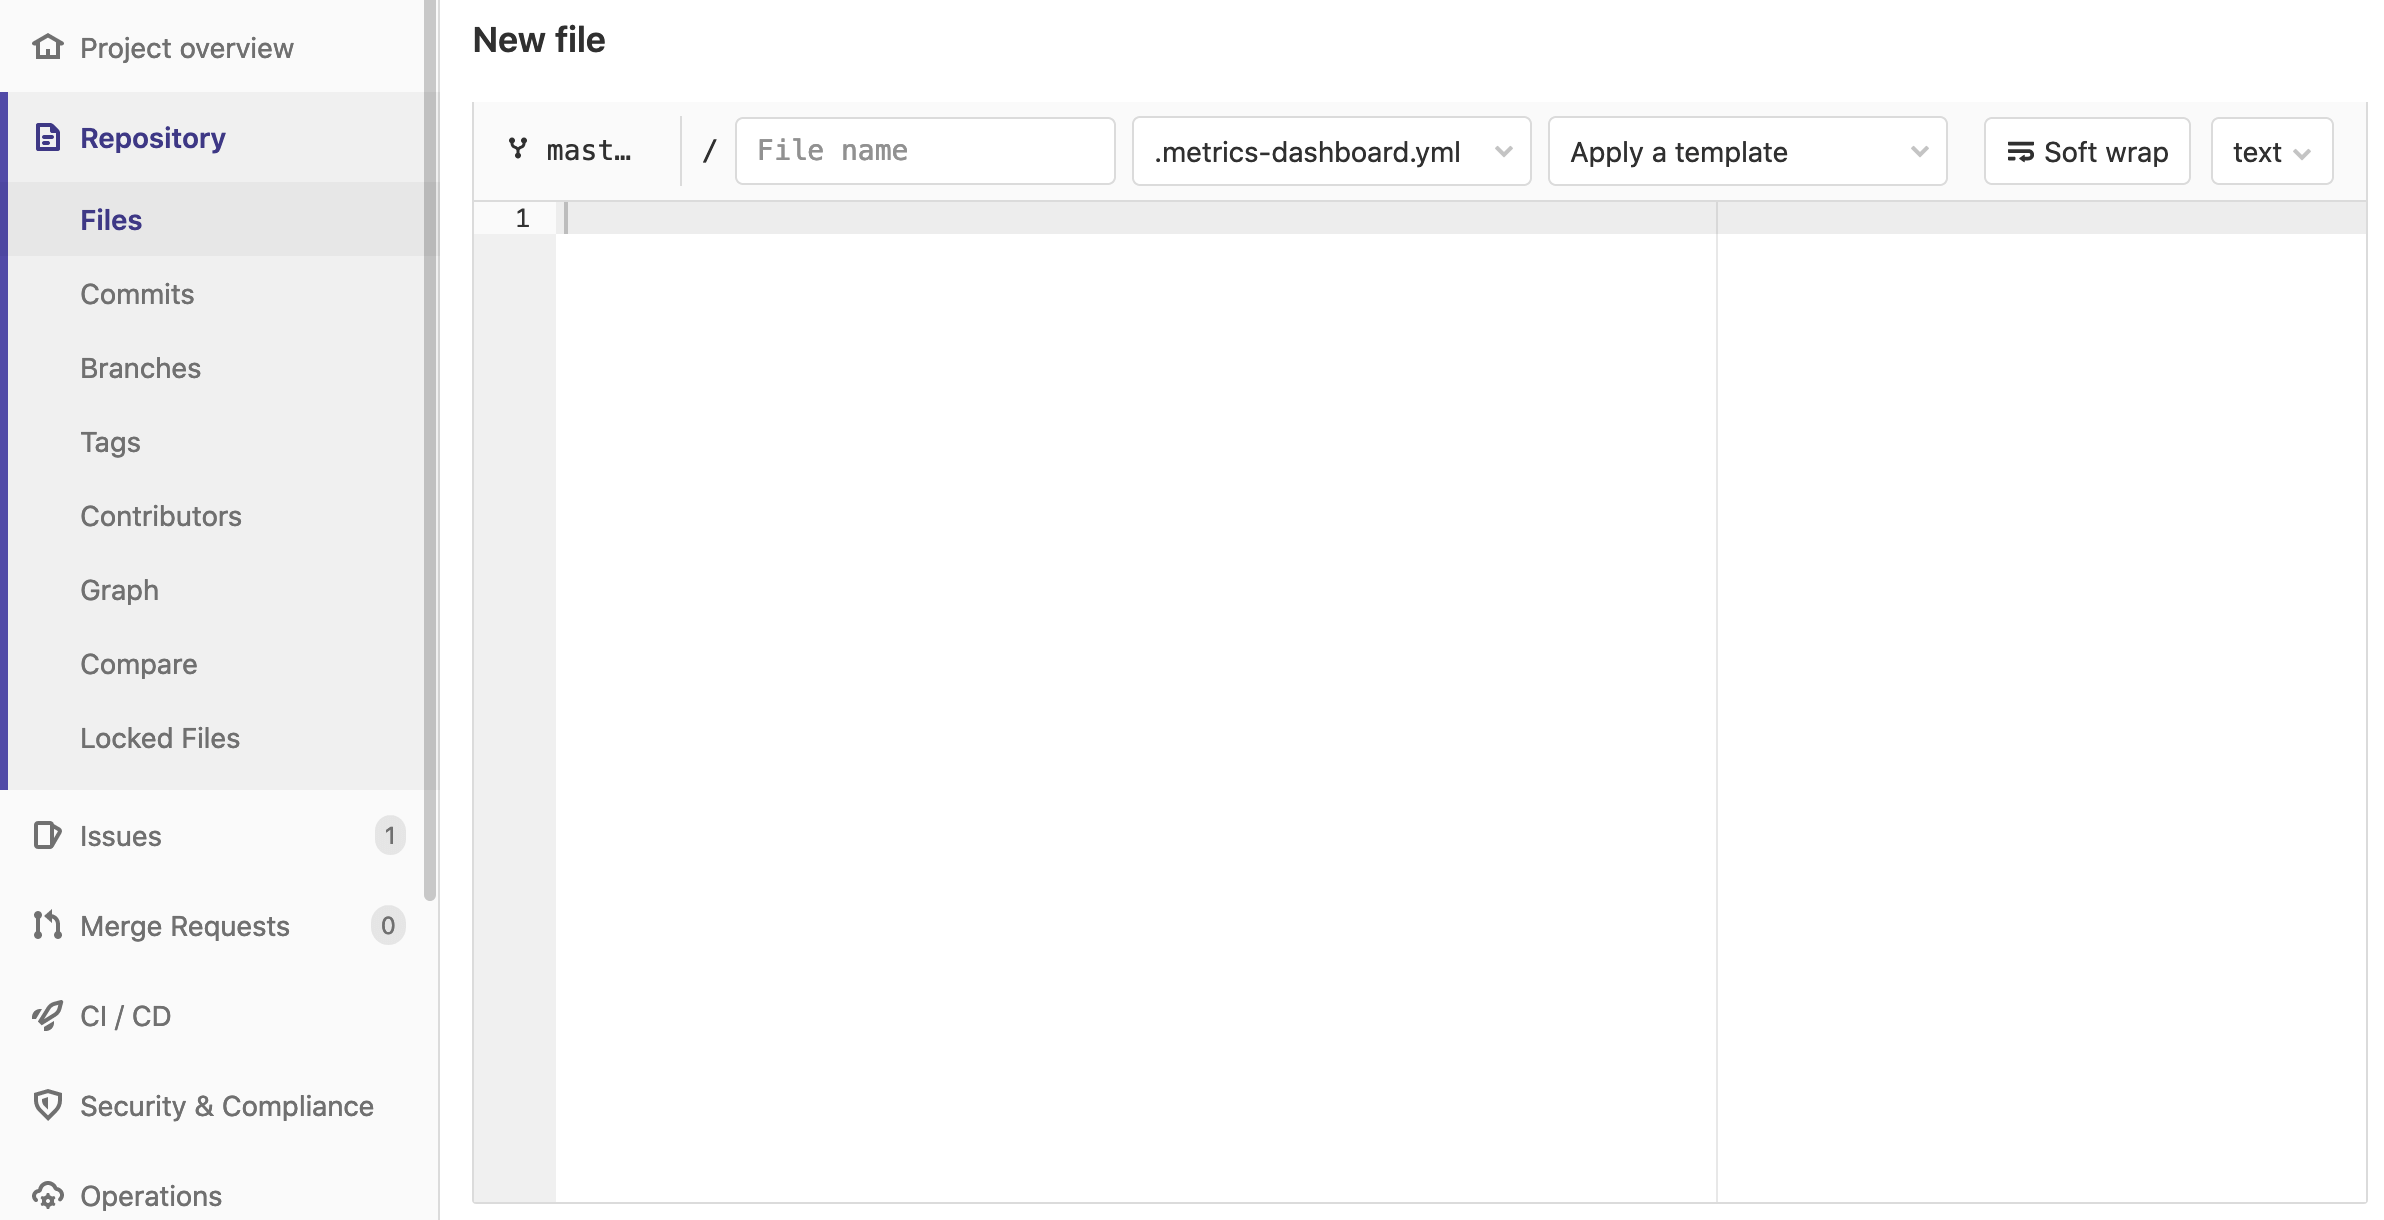 Project overview
Repository
Files
Commits
Branches
Tags
Contributors
Graph
Compare
Locked Files
Issues 1
Merge Requests 0
CI / CD
Security & Compliance
Operations
New file
mast… / File name .metrics-dashboard.yml Apply a template Soft wrap text
1